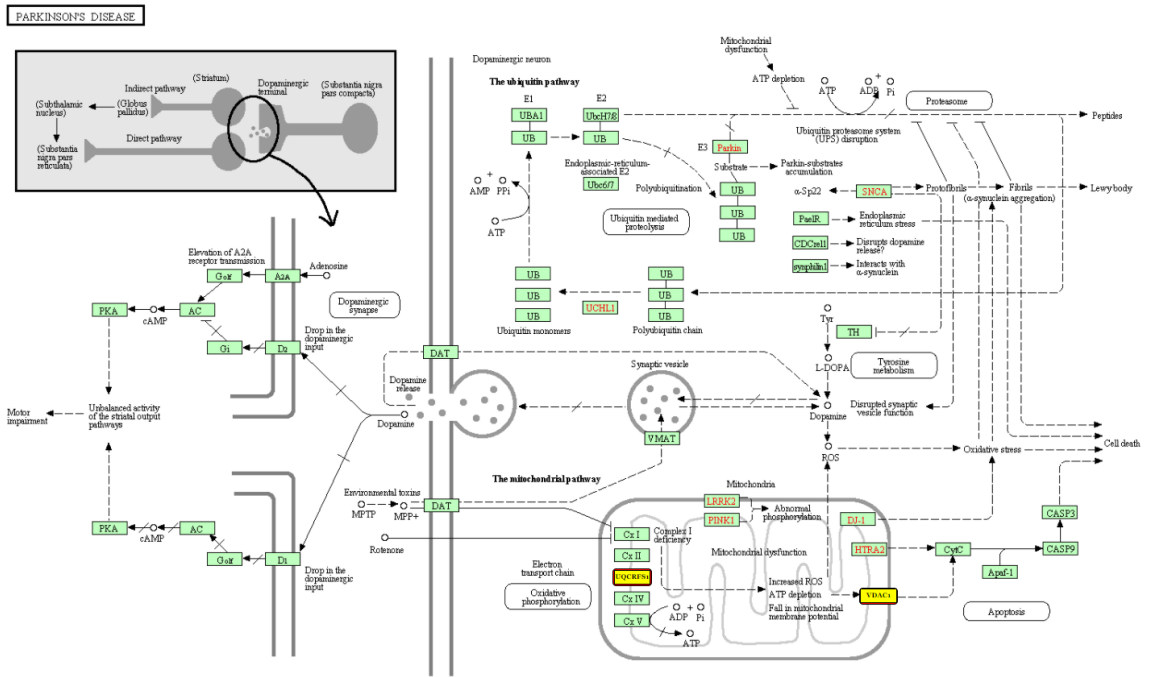 PARKINSON'S DISEASE
(Striatum)
Indirect pathway
Dopaminergic
terminal
(Substantia nigra
pars compacta)
(Subthalamic
nucleus)
(Globus
pallidus)
Direct pathway
(Substantia
nigra pars
reticulata)
Dopaminergic neuron
The ubiquitin pathway
E1
E2
UBA1
UbcH7/8
UB
UB
Endoplasmic-reticulum-
associated E2
Ubc6/7
AMP + PPi
ATP
Polyubiquitination
Ubiquitin mediated
proteolysis
Mitochondrial
dysfunction
ATP depletion
ATP
ADP + Pi
Proteasome
Peptides
Ubiquitin proteasome system
(UPS) disruption
E3
Parkin
Substrate
Parkin-substrates
accumulation
UB
UB
UB
α-Sp22
SNCA
Protofibrils
Fibrils
(α-synuclein aggregation)
Lewy body
PaelR
Endoplasmic
reticulum stress
CDCrel1
Disrupts dopamine
release?
synphilin1
Interacts with
α-synuclein
UB
UB
UB
UCHL1
UB
UB
UB
Ubiquitin monomers
Polyubiquitin chain
Elevation of A2A
receptor transmission
Golf
A2A
Adenosine
Dopaminergic
synapse
PKA
cAMP
AC
Gi
D2
Drop in the
dopaminergic
input
Motor
impairment
Unbalanced activity
of the striatal output
pathways
DAT
Dopamine
release
Dopamine
Synaptic vesicle
VMAT
Tyr
TH
L-DOPA
Tyrosine
metabolism
Dopamine
Disrupted synaptic
vesicle function
ROS
Oxidative stress
Cell death
The mitochondrial pathway
Environmental toxins
MPTP
MPP+
DAT
Rotenone
PKA
cAMP
AC
Golf
D1
Drop in the
dopaminergic
input
Electron
transport chain
Oxidative
phosphorylation
Mitochondria
LRRK2
PINK1
Abnormal
phosphorylation
Cx I
Complex I
deficiency
Cx II
UQCRFS1
Cx IV
Cx V
Mitochondrial dysfunction
Increased ROS
ATP depletion
Fall in mitochondrial
membrane potential
ADP + Pi
ATP
DJ-1
HTRA2
VDAC1
CytC
Apaf-1
CASP3
CASP9
Apoptosis